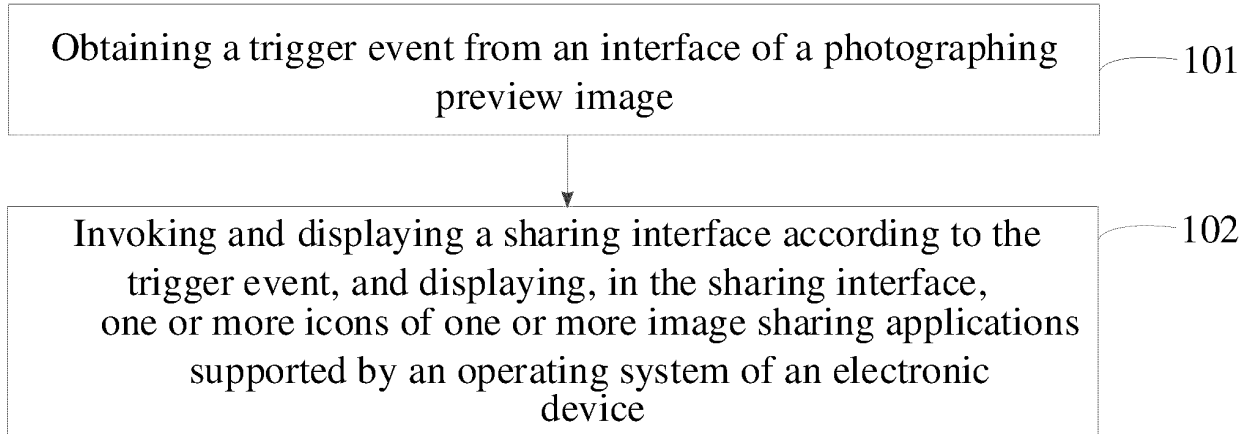 Obtaining a trigger event from an interface of a photographing
preview image
101
Invoking and displaying a sharing interface according to the
trigger event, and displaying, in the sharing interface,
one or more icons of one or more image sharing applications
supported by an operating system of an electronic
device
102